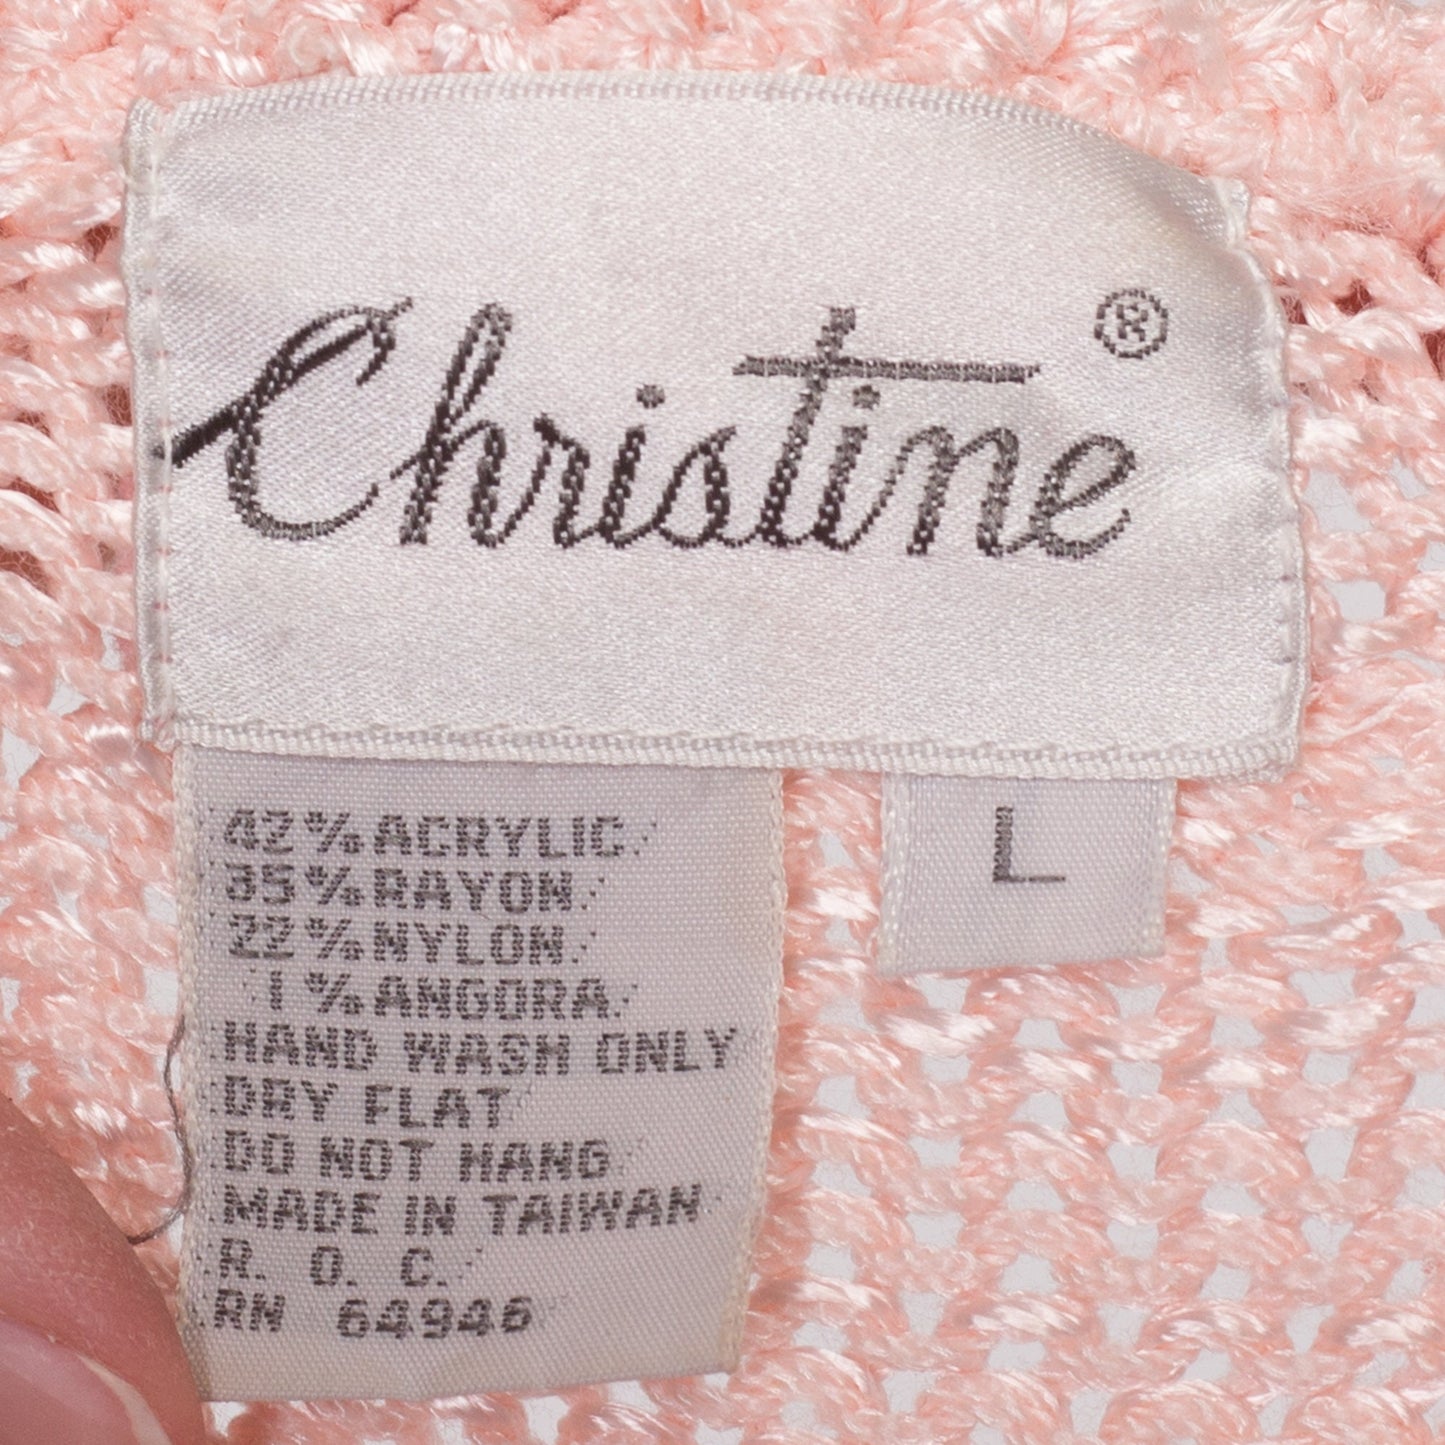 Christine®
42% ACRYLIC
35% RAYON
22% NYLON
1% ANGORA
HAND WASH ONLY
DRY FLAT
DO NOT HANG
MADE IN TAIWAN
R. O. C.
RN 64946
L